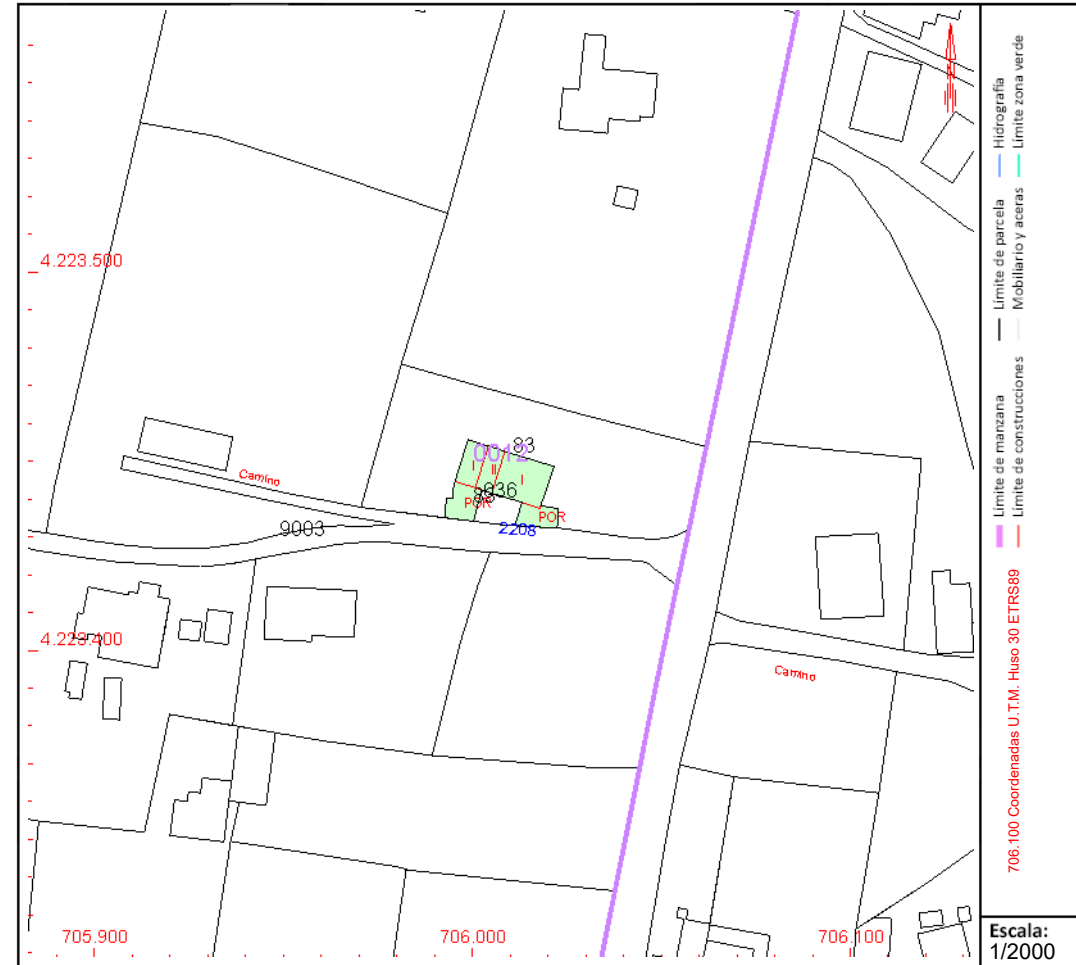 4.223.500
83
0012
I
II
I
936
POR
POR
2208
Camino
9003
4.223.400
Camino
705.900
706.000
706.100
Hidrografía
Límite zona verde
Límite de parcela
Mobiliario y aceras
Límite de manzana
Límite de construcciones
706.100 Coordenadas U.T.M. Huso 30 ETRS89
Escala:
1/2000